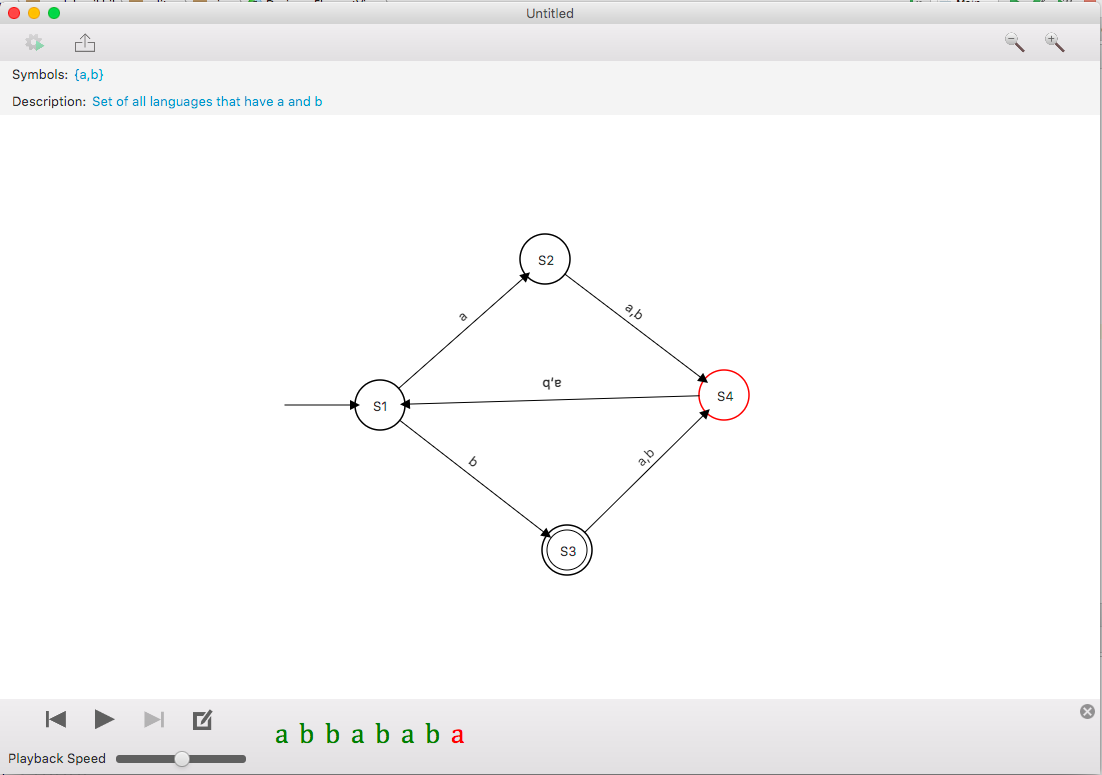 Untitled
Symbols: {a,b}
Description: Set of all languages that have a and b
S2
a
a,b
a,b
S1
S4
b
a,b
S3
a b b a b a b a
Playback Speed